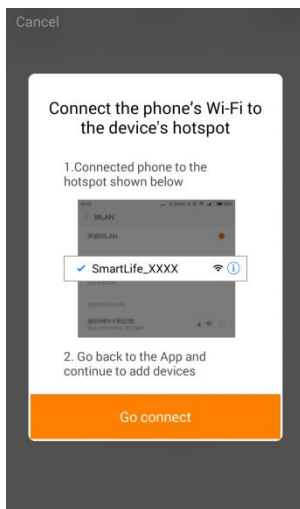 Cancel
Connect the phone's Wi-Fi to
the device's hotspot
1.Connected phone to the
hotspot shown below
WLAN
SmartLife_XXXX
2. Go back to the App and
continue to add devices
Go connect